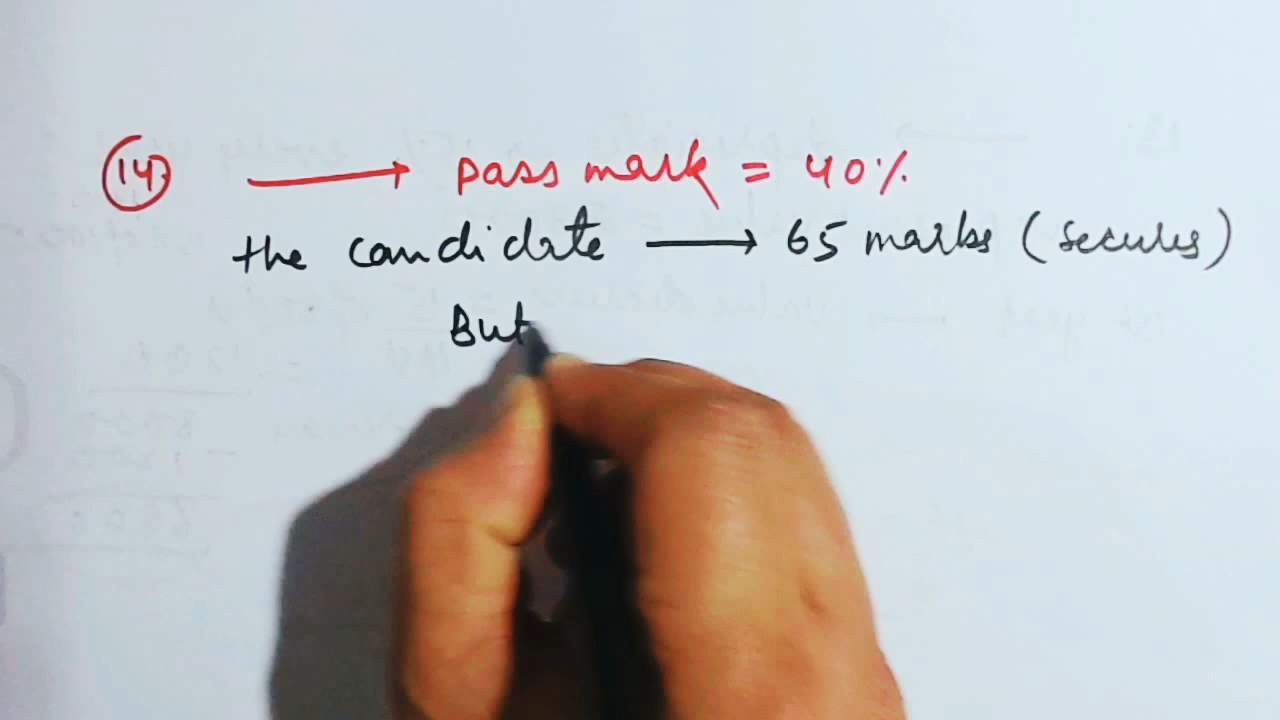 14. → pass mark = 40%
the candidate → 65 marks (secures)
But